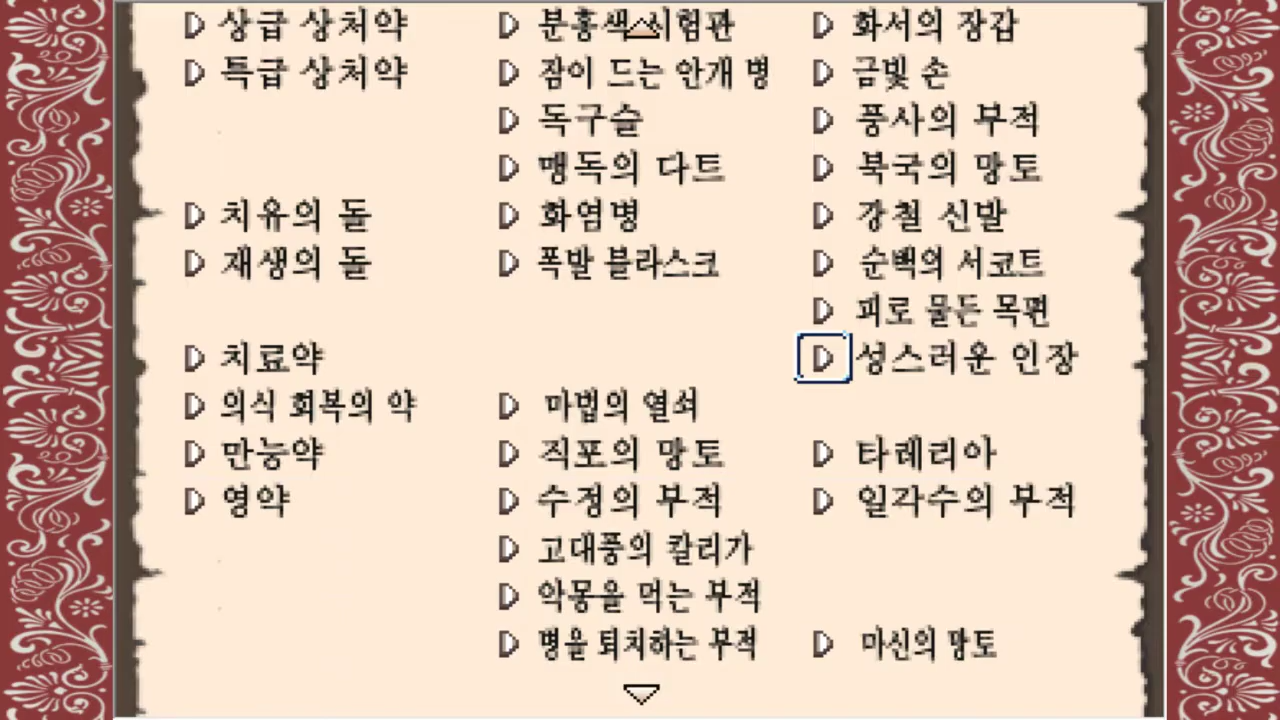 상급 상처약
분홍색 시험관
화서의 장갑
특급 상처약
잠이 드는 안개 병
금빛 손
독구슬
풍사의 부적
맹독의 다트
북국의 망토
치유의 돌
화염병
강철 신발
재생의 돌
폭발 블라스크
순백의 서코트
피로 물든 목편
치료약
성스러운 인장
의식 회복의 약
마법의 열쇠
만능약
직포의 망토
타레리아
영약
수정의 부적
일각수의 부적
고대풍의 칼리가
악몽을 먹는 부적
병을 퇴치하는 부적
마신의 망토